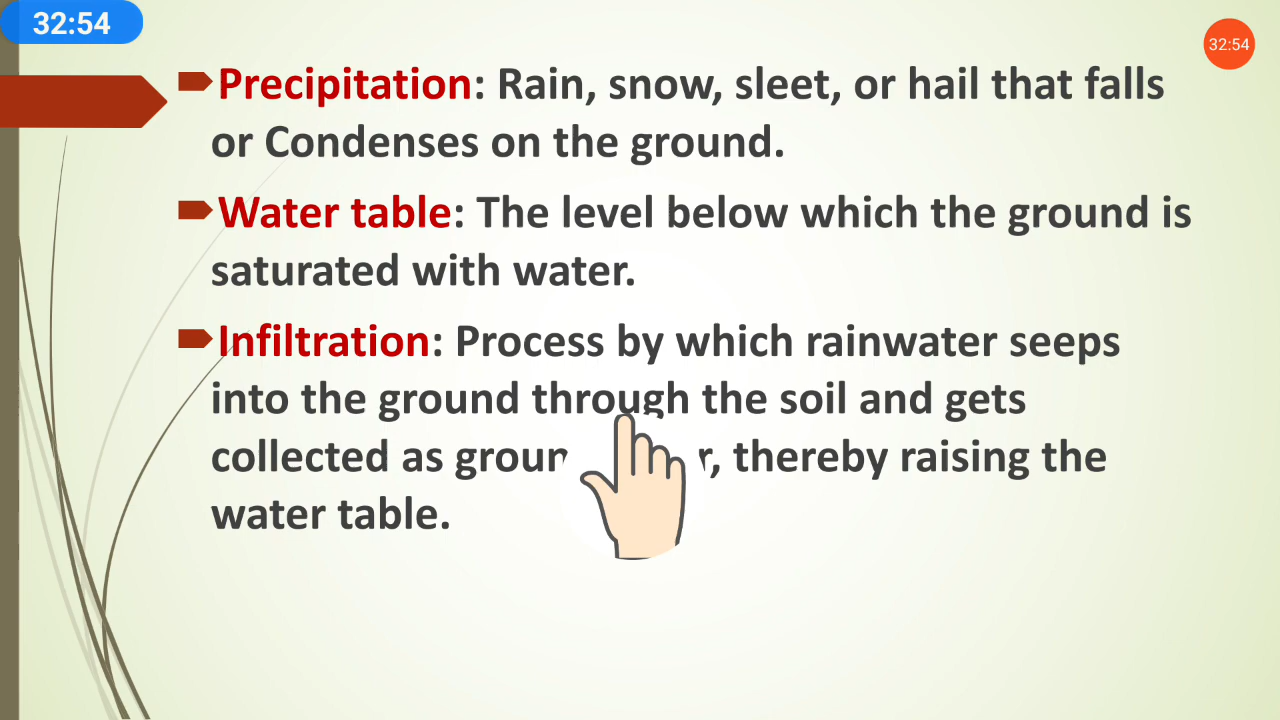 32:54
32:54
Precipitation: Rain, snow, sleet, or hail that falls
or Condenses on the ground.
Water table: The level below which the ground is
saturated with water.
Infiltration: Process by which rainwater seeps
into the ground through the soil and gets
collected as thereby raising the
water table.